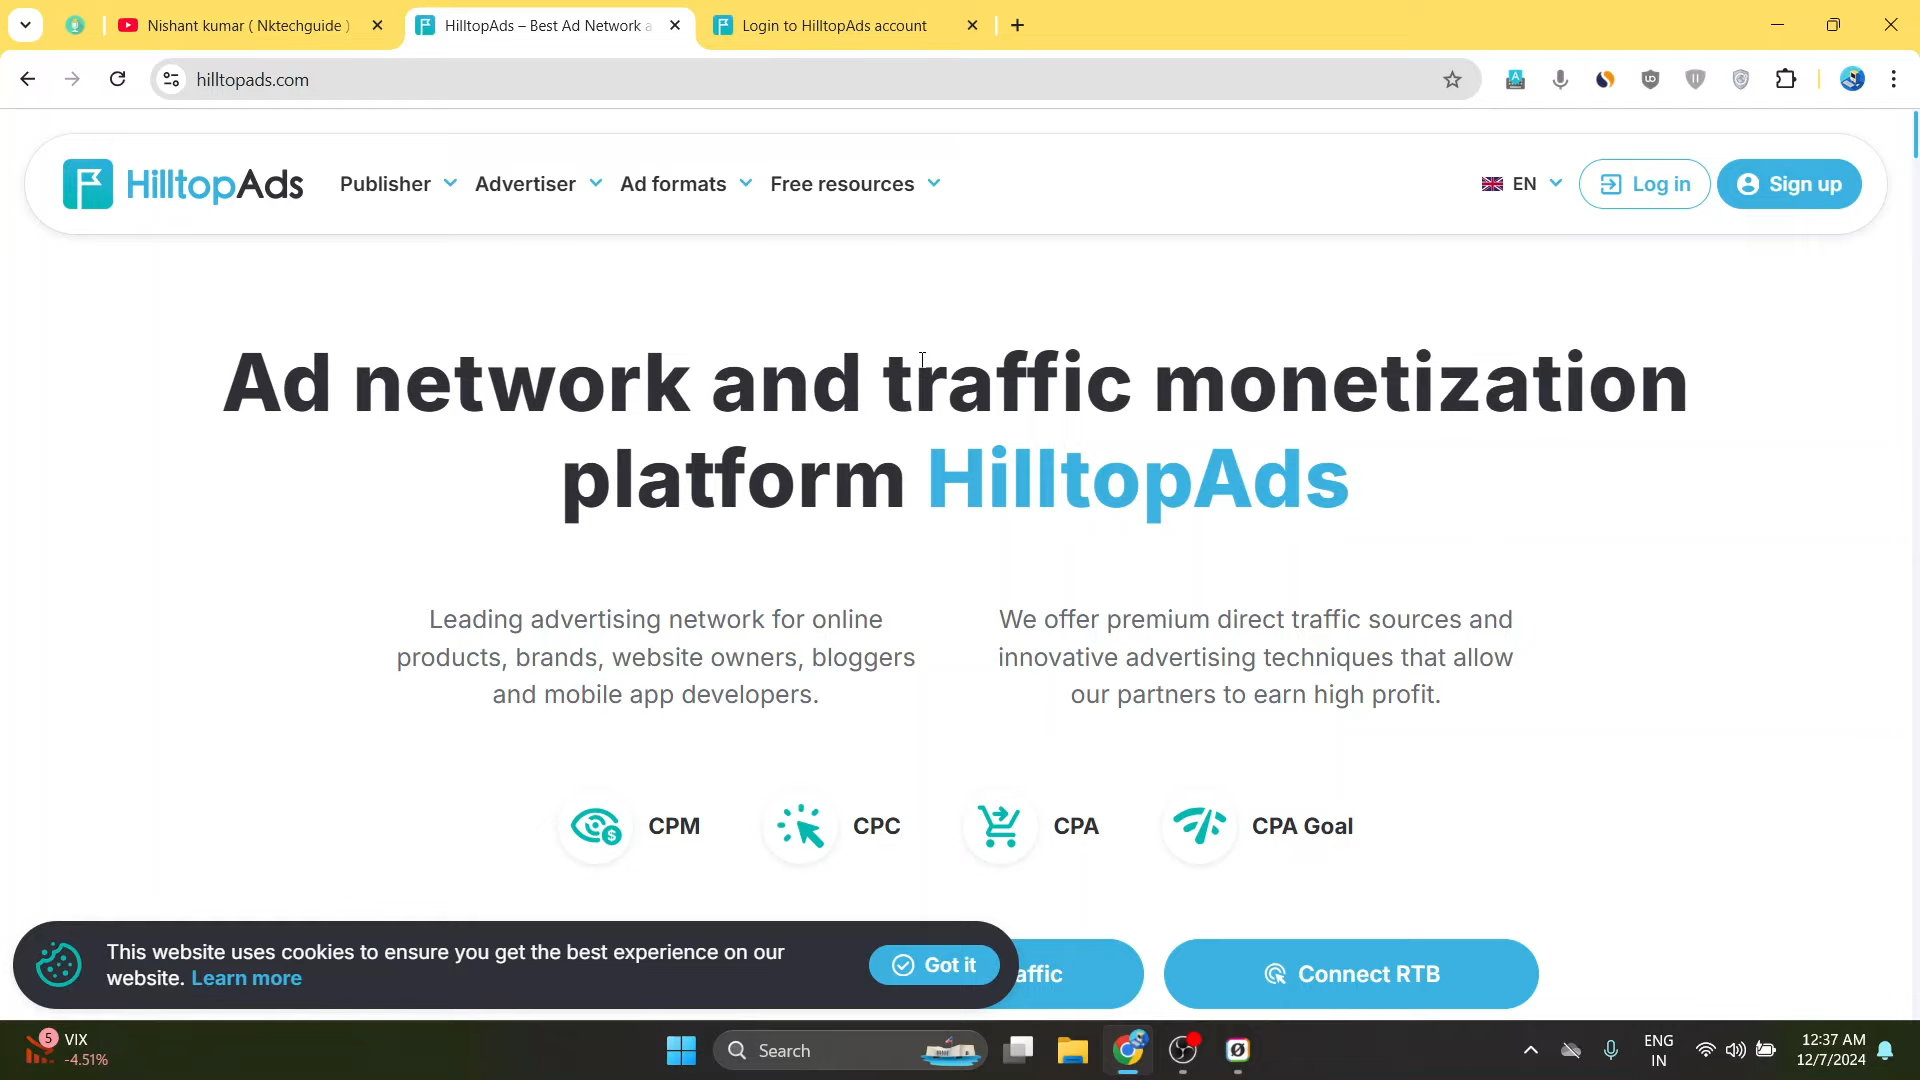 Nishant kumar ( Nktechguide )
HilltopAds – Best Ad Network a
Login to HilltopAds account
hilltopads.com
HilltopAds
Publisher
Advertiser
Ad formats
Free resources
EN
Log in
Sign up
Ad network and traffic monetization
platform HilltopAds
Leading advertising network for online
products, brands, website owners, bloggers
and mobile app developers.
We offer premium direct traffic sources and
innovative advertising techniques that allow
our partners to earn high profit.
CPM
CPC
CPA
CPA Goal
This website uses cookies to ensure you get the best experience on our
website. Learn more
Got it
affic
Connect RTB
5
VIX
-4.51%
Search
ENG
IN
12:37 AM
12/7/2024